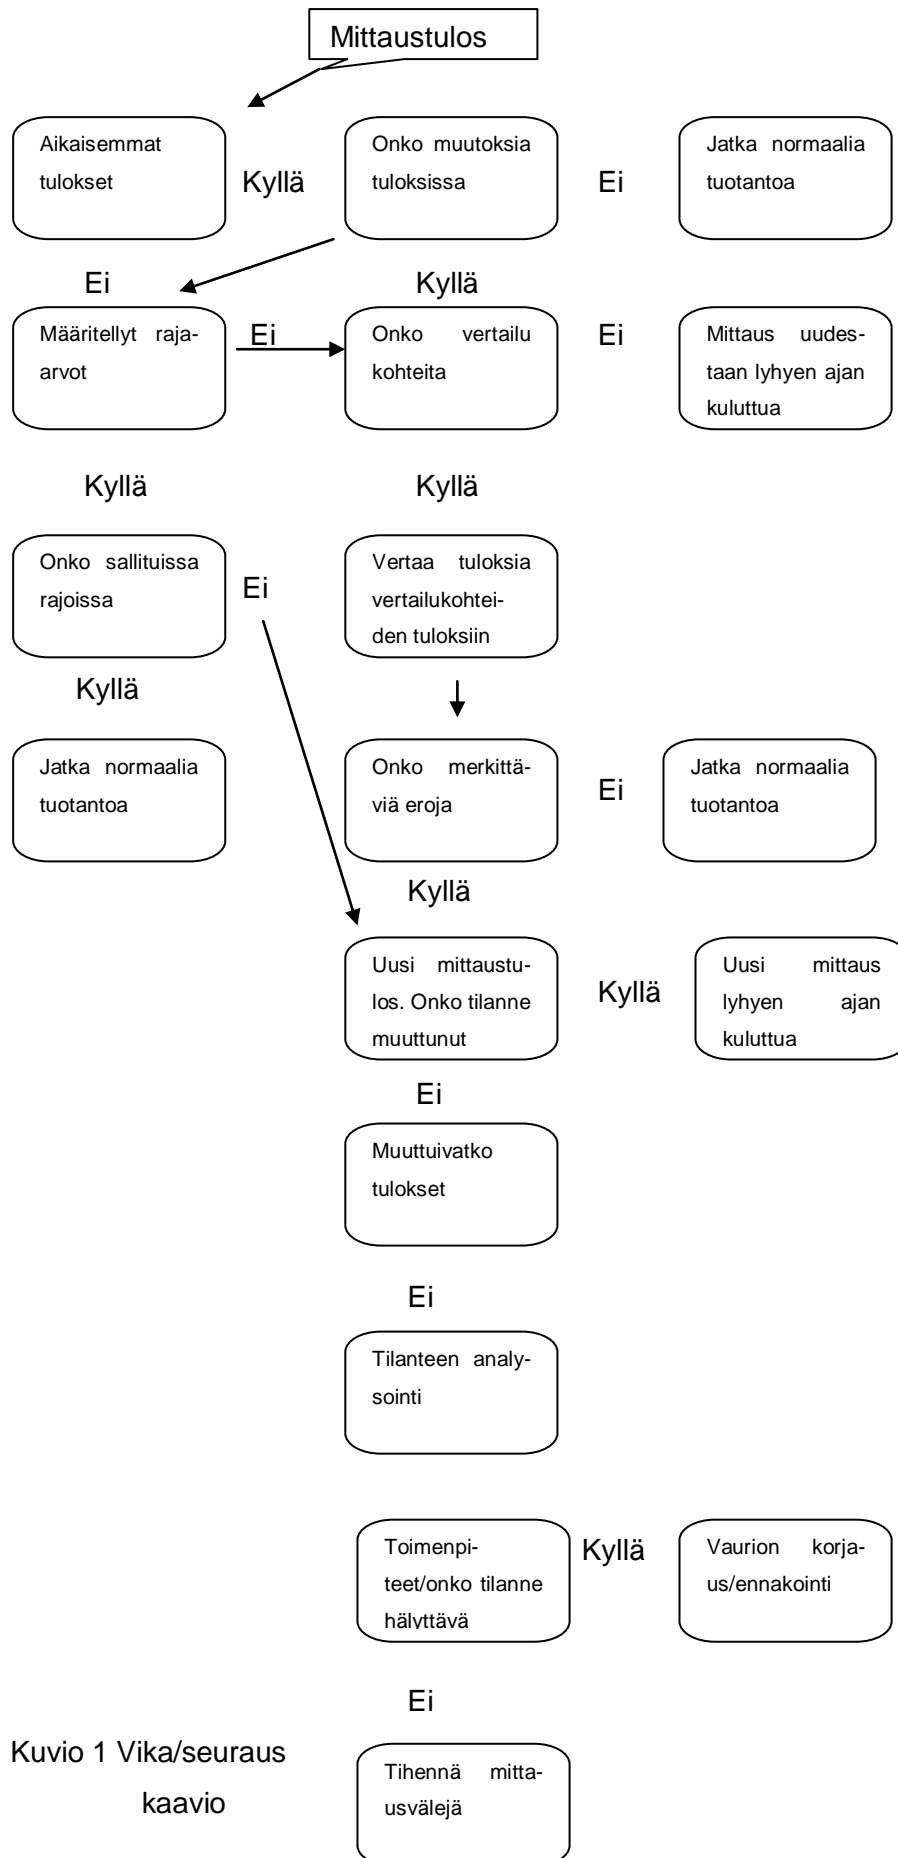 Mittaustulos
Aikaisemmat
tulokset
Kyllä
Onko muutoksia
tuloksissa
Ei
Jatka normaalia
tuotantoa
Ei
Kyllä
Määritellyt raja-
arvot
Ei
Onko vertailu
kohteita
Ei
Mittaus uudes-
taan lyhyen ajan
kuluttua
Kyllä
Kyllä
Onko sallituissa
rajoissa
Ei
Vertaa tuloksia
vertailukohtei-
den tuloksiin
Kyllä
Jatka normaalia
tuotantoa
Onko merkittä-
viä eroja
Ei
Jatka normaalia
tuotantoa
Kyllä
Uusi mittaustu-
los. Onko tilanne
muuttunut
Kyllä
Uusi mittaus
lyhyen ajan
kuluttua
Ei
Muuttuivatko
tulokset
Ei
Tilanteen analy-
sointi
Toimenpi-
teet/onko tilanne
hälyttävä
Kyllä
Vaurion korja-
us/ennakointi
Ei
Kuvio 1 Vika/seuraus
kaavio
Tihennä mitta-
usvälejä